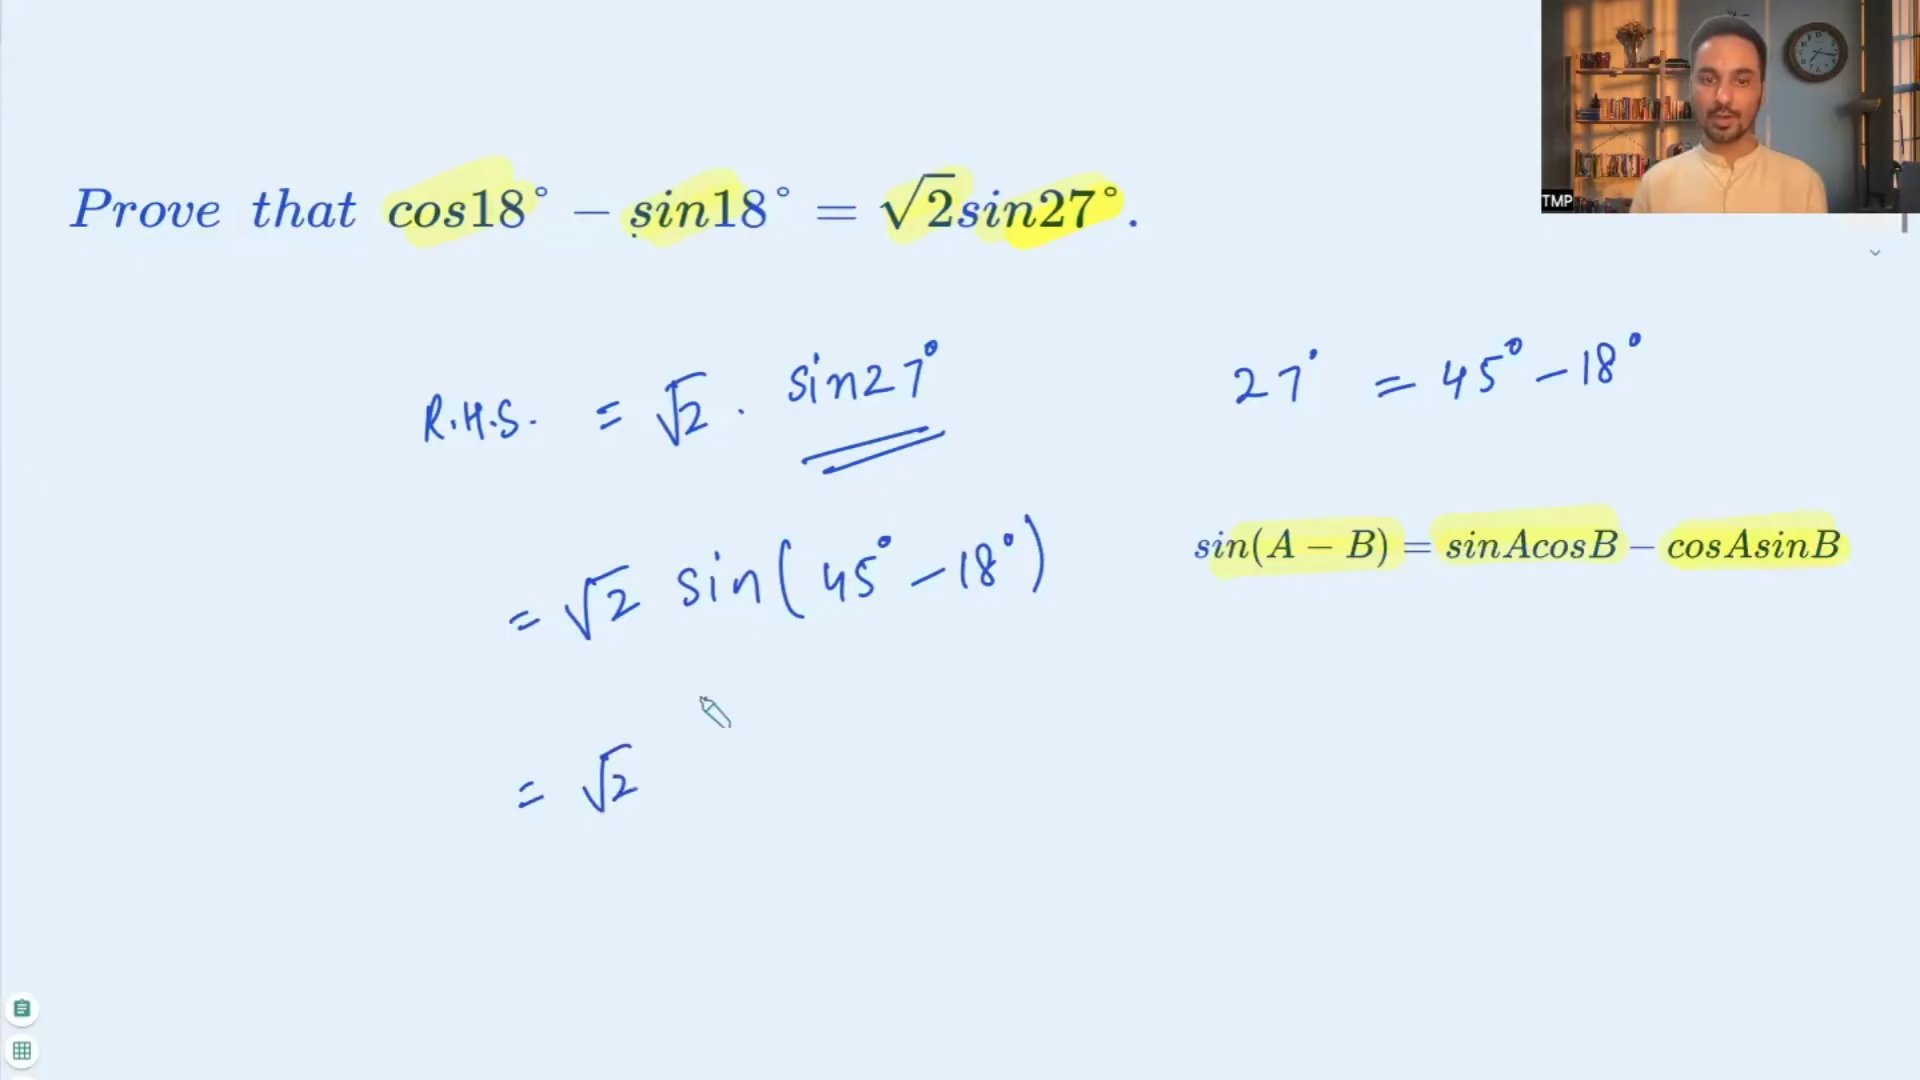 TMP
Prove that cos18° − sin18° = √2sin27°.
R.H.S. = √2 . sin27°
27° = 45° − 18°
= √2 sin(45° − 18°)
sin(A − B) = sinAcosB − cosAsinB
= √2